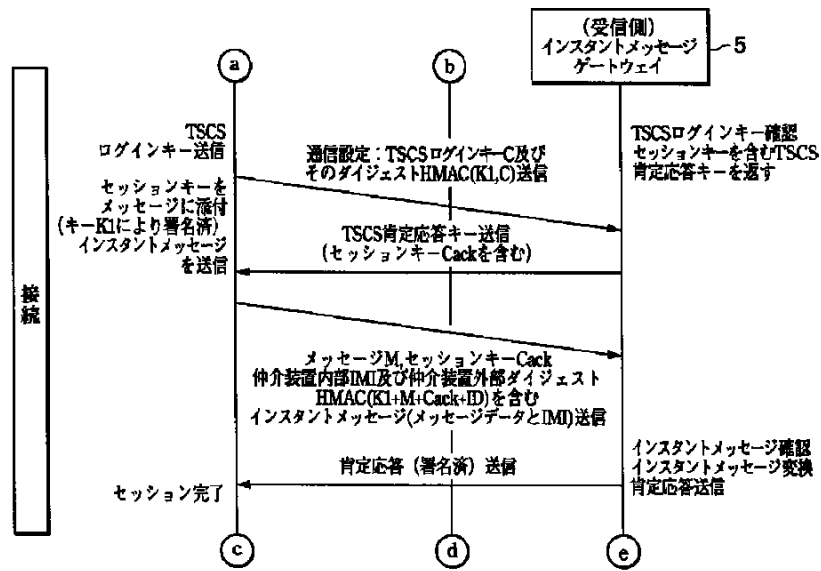 (受信側)
インスタントメッセージ
ゲートウェイ
5
a
b
接続
TSCS
ログインキー送信
通信設定:TSCSログインキーC及び
そのダイジェストHMAC(K1,C)送信
TSCSログインキー確認
セッションキーを含むTSCS
肯定応答キーを返す
セッションキーを
メッセージに添付
(キーK1により署名済)
インスタントメッセージ
を送信
TSCS肯定応答キー送信
(セッションキーCackを含む)
メッセージM,セッションキーCack
仲介装置内部IMI及び仲介装置外部ダイジェスト
HMAC(K1+M+Cack+ID)を含む
インスタントメッセージ(メッセージデータとIMI)送信
肯定応答(署名済)送信
インスタントメッセージ確認
インスタントメッセージ変換
肯定応答送信
セッション完了
c
d
e